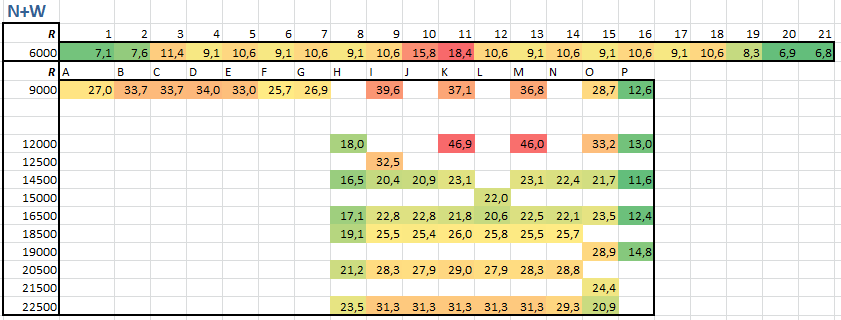 N+W
R 1 2 3 4 5 6 7 8 9 10 11 12 13 14 15 16 17 18 19 20 21
6000 7,1 7,6 11,4 9,1 10,6 9,1 10,6 9,1 10,6 15,8 18,4 10,6 9,1 10,6 9,1 10,6 9,1 10,6 8,3 6,9 6,8
R A B C D E F G H I J K L M N O P
9000 27,0 33,7 33,7 34,0 33,0 25,7 26,9 39,6 37,1 36,8 28,7 12,6
12000 18,0 46,9 46,0 33,2 13,0
12500 32,5
14500 16,5 20,4 20,9 23,1 23,1 22,4 21,7 11,6
15000 22,0
16500 17,1 22,8 22,8 21,8 20,6 22,5 22,1 23,5 12,4
18500 19,1 25,5 25,4 26,0 25,8 25,5 25,7
19000 28,9 14,8
20500 21,2 28,3 27,9 29,0 27,9 28,3 28,8
21500 24,4
22500 23,5 31,3 31,3 31,3 31,3 31,3 29,3 20,9